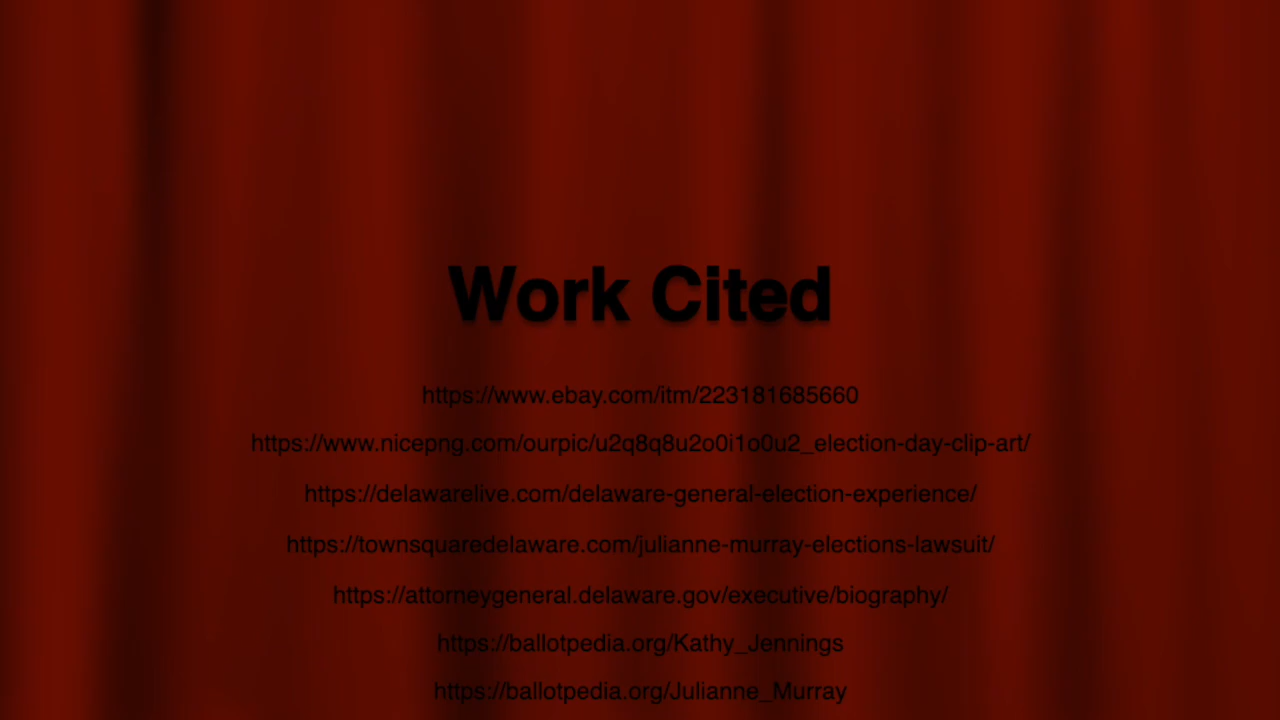 Work Cited
https://www.ebay.com/itm/223181685660
https://www.nicepng.com/ourpic/u2q8q8u2o0i1o0u2_election-day-clip-art/
https://delawarelive.com/delaware-general-election-experience/
https://townsquaredelaware.com/julianne-murray-elections-lawsuit/
https://attorneygeneral.delaware.gov/executive/biography/
https://ballotpedia.org/Kathy_Jennings
https://ballotpedia.org/Julianne_Murray